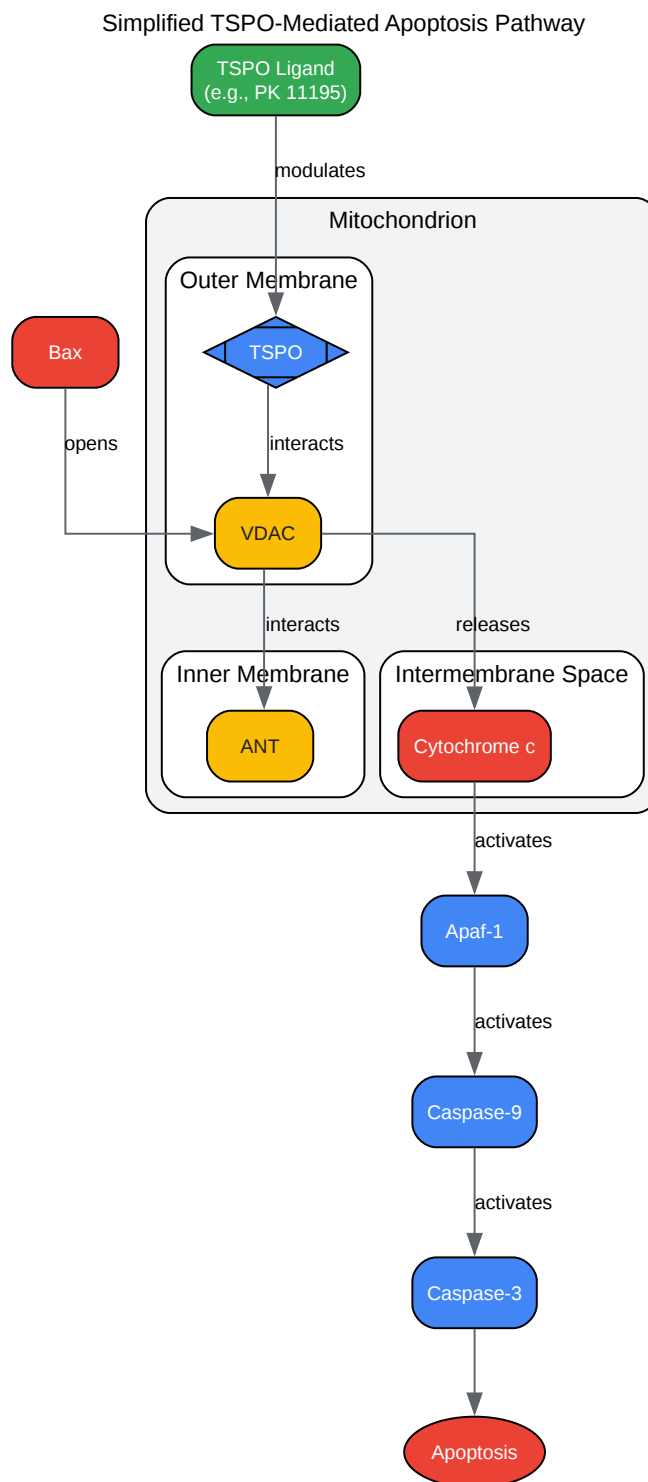 Simplified TSPO-Mediated Apoptosis Pathway
TSPO Ligand
(e.g., PK 11195)
modulates
Mitochondrion
Outer Membrane
Bax
TSPO
opens
interacts
VDAC
interacts
releases
Inner Membrane
Intermembrane Space
ANT
Cytochrome c
activates
Apaf-1
activates
Caspase-9
activates
Caspase-3
Apoptosis